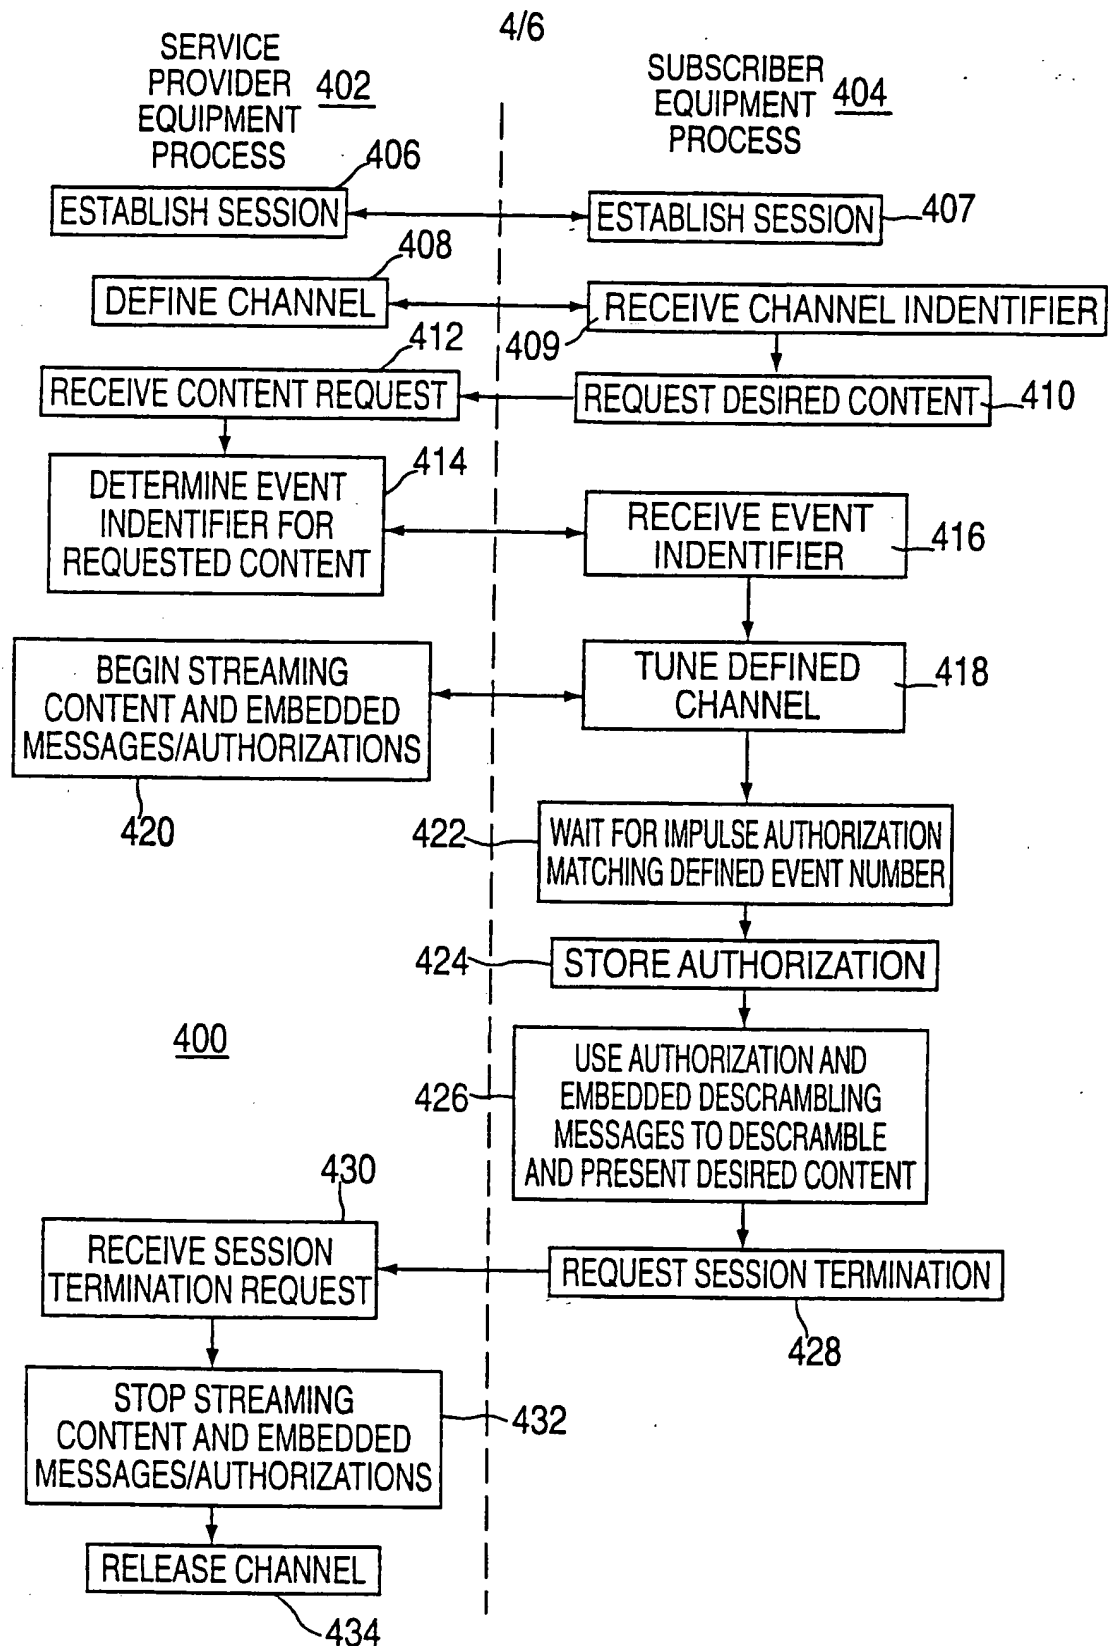 4/6
SERVICE
PROVIDER
EQUIPMENT
PROCESS
402
SUBSCRIBER
EQUIPMENT
PROCESS
404
406
ESTABLISH SESSION
ESTABLISH SESSION
407
408
DEFINE CHANNEL
RECEIVE CHANNEL INDENTIFIER
409
412
RECEIVE CONTENT REQUEST
REQUEST DESIRED CONTENT
410
414
DETERMINE EVENT
INDENTIFIER FOR
REQUESTED CONTENT
RECEIVE EVENT
INDENTIFIER
416
BEGIN STREAMING
CONTENT AND EMBEDDED
MESSAGES/AUTHORIZATIONS
420
TUNE DEFINED
CHANNEL
418
422
WAIT FOR IMPULSE AUTHORIZATION
MATCHING DEFINED EVENT NUMBER
424
STORE AUTHORIZATION
400
426
USE AUTHORIZATION AND
EMBEDDED DESCRAMBLING
MESSAGES TO DESCRAMBLE
AND PRESENT DESIRED CONTENT
430
RECEIVE SESSION
TERMINATION REQUEST
REQUEST SESSION TERMINATION
428
STOP STREAMING
CONTENT AND EMBEDDED
MESSAGES/AUTHORIZATIONS
432
RELEASE CHANNEL
434